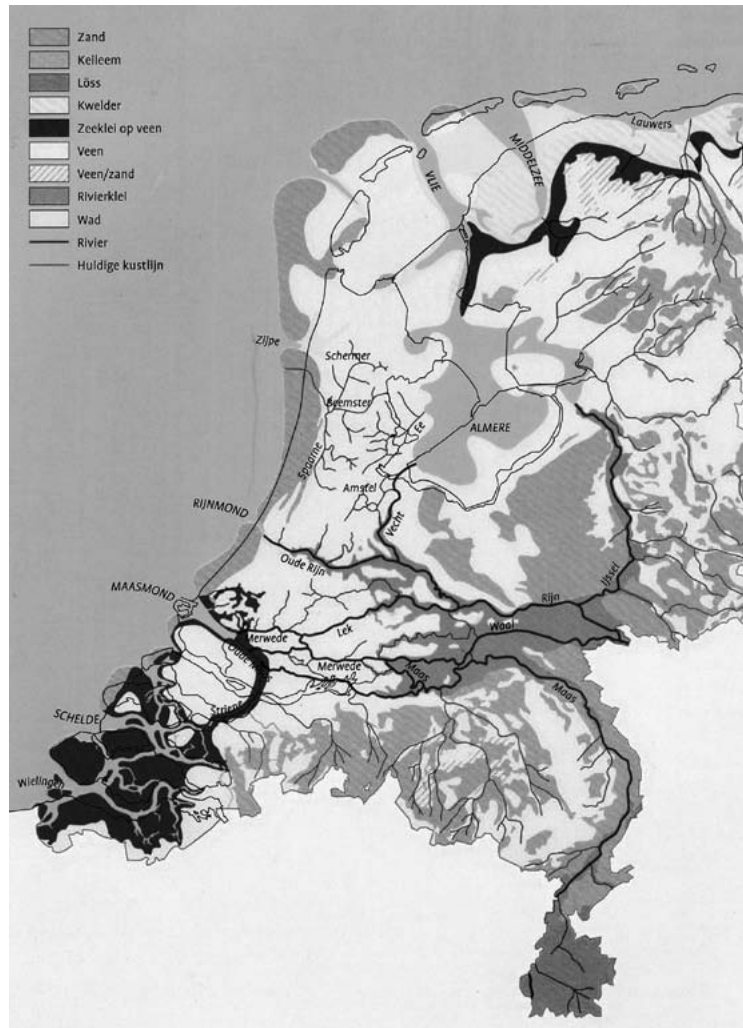 Zand
Keileem
Löss
Kwelder
Zeeklei op veen
Veen
Veen/zand
Rivierklei
Wad
Rivier
Huidige kustlijn
Lauwers
MIDDELZEE
VLIE
Zijpe
Schermer
Beemster
Ee
ALMERE
Spaarne
Amstel
RIJNMOND
Vecht
Oude Rijn
IJssel
MAASMOND
Rijn
Lek
Waal
Merwede
Merwede
Maas
Maas
Striene
SCHELDE
Wielingen